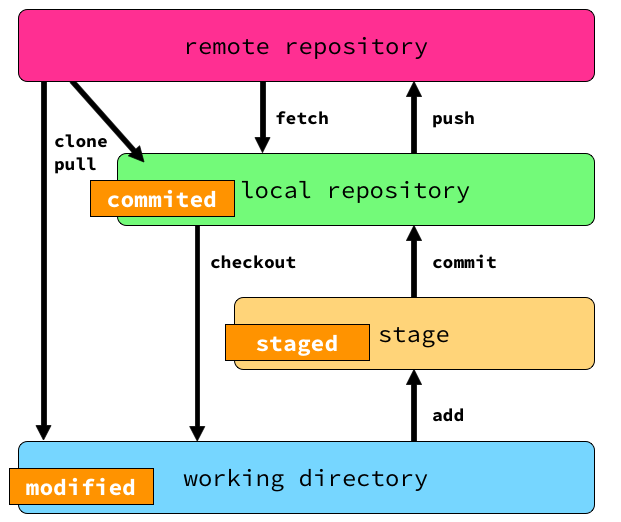 remote repository
clone
pull
fetch
push
commited
local repository
checkout
commit
staged
stage
add
modified
working directory